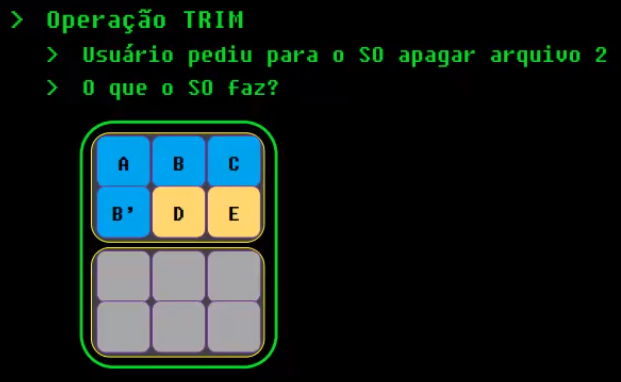 > Operação TRIM
> Usuário pediu para o SO apagar arquivo 2
> O que o SO faz?
A B C
B' D E